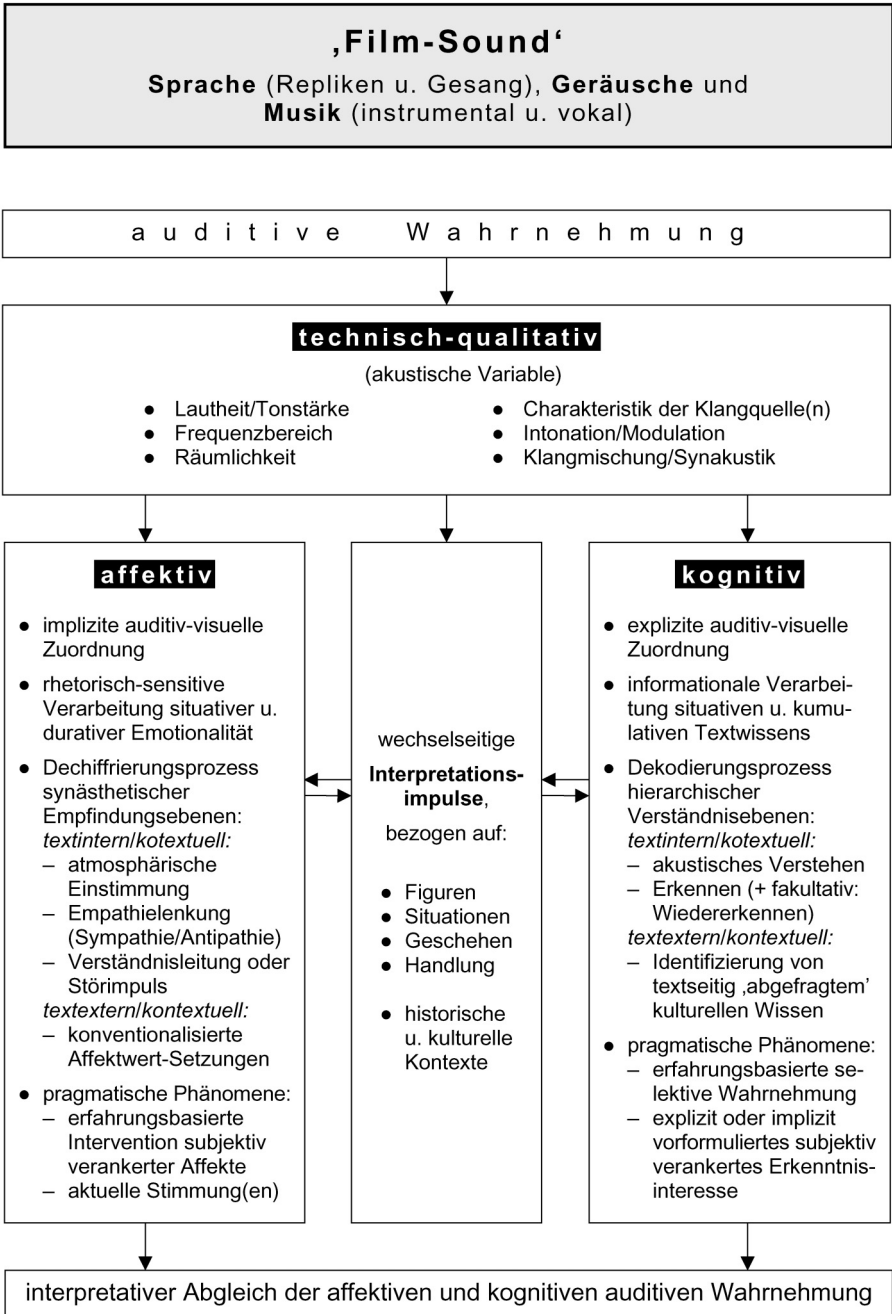 ‚Film-Sound‘
Sprache (Repliken u. Gesang), Geräusche und
Musik (instrumental u. vokal)
auditive Wahrnehmung
technisch-qualitativ
(akustische Variable)
● Lautheit/Tonstärke
● Frequenzbereich
● Räumlichkeit
● Charakteristik der Klangquelle(n)
● Intonation/Modulation
● Klangmischung/Synakustik
affektiv
● implizite auditiv-visuelle
Zuordnung
● rhetorisch-sensitive
Verarbeitung situativer u.
durativer Emotionalität
● Dechiffrierungsprozess
synästhetischer
Empfindungsebenen:
textintern/kotextuell:
– atmosphärische
Einstimmung
– Empathielenkung
(Sympathie/Antipathie)
– Verständnisleitung oder
Störimpuls
textextern/kontextuell:
– konventionalisierte
Affektwert-Setzungen
● pragmatische Phänomene:
– erfahrungsbasierte
Intervention subjektiv
verankerter Affekte
– aktuelle Stimmung(en)
wechselseitige
Interpretations-
impulse,
bezogen auf:
● Figuren
● Situationen
● Geschehen
● Handlung
● historische
u. kulturelle
Kontexte
kognitiv
● explizite auditiv-visuelle
Zuordnung
● informationale Verarbei-
tung situativen u. kumu-
lativen Textwissens
● Dekodierungsprozess
hierarchischer
Verständnisebenen:
textintern/kotextuell:
– akustisches Verstehen
– Erkennen (+ fakultativ:
Wiedererkennen)
textextern/kontextuell:
– Identifizierung von
textseitig ‚abgefragtem’
kulturellen Wissen
● pragmatische Phänomene:
– erfahrungsbasierte se-
lektive Wahrnehmung
– explizit oder implizit
vorformuliertes subjektiv
verankertes Erkenntnis-
interesse
interpretativer Abgleich der affektiven und kognitiven auditiven Wahrnehmung